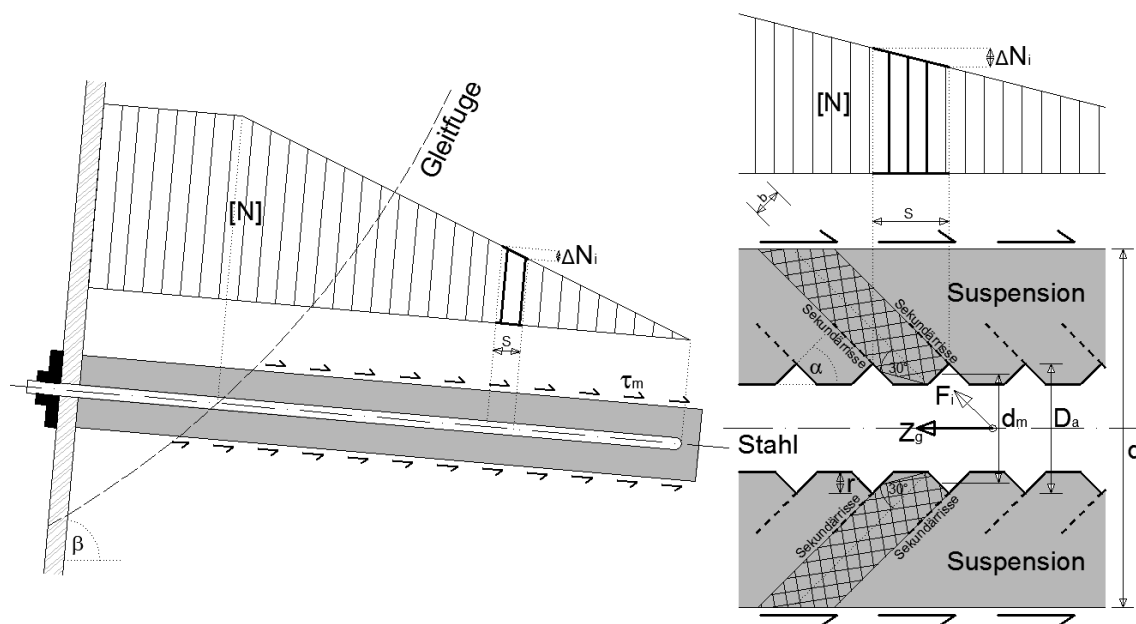 Gleitfuge
[N]
ΔNi
s
τm
Stahl
β
ΔNi
[N]
b
s
Suspension
Sekundärrisse
Sekundärrisse
α
30°
Fi
dm
Da
Zg
d
r
30°
Sekundärrisse
Sekundärrisse
Suspension